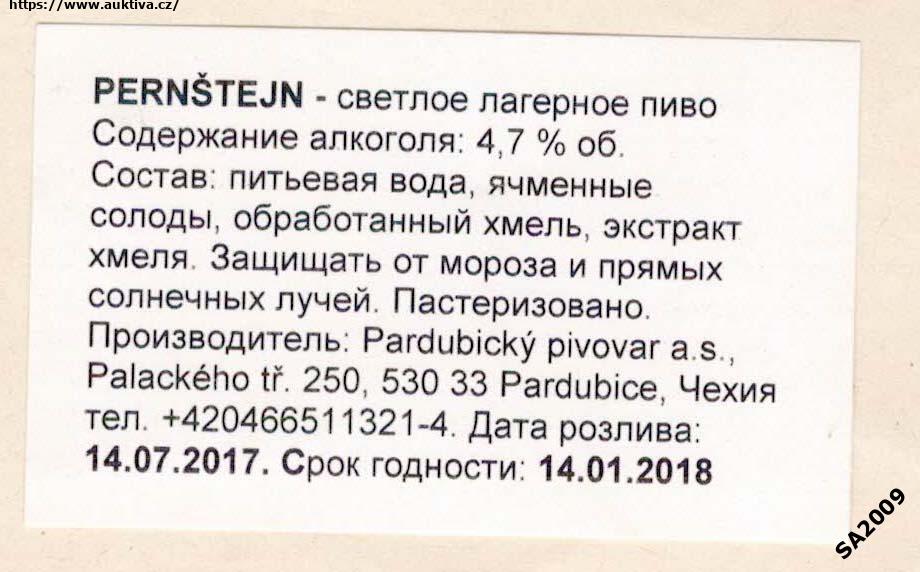 https://www.auktiva.cz/
PERNŠTEJN - светлое лагерное пиво
Содержание алкоголя: 4,7 % об.
Состав: питьевая вода, ячменные
солоды, обработанный хмель, экстракт
хмеля. Защищать от мороза и прямых
солнечных лучей. Пастеризовано.
Производитель: Pardubický pivovar a.s.,
Palackého tř. 250, 530 33 Pardubice, Чехия
тел. +420466511321-4. Дата розлива:
14.07.2017. Срок годности: 14.01.2018
SA2009